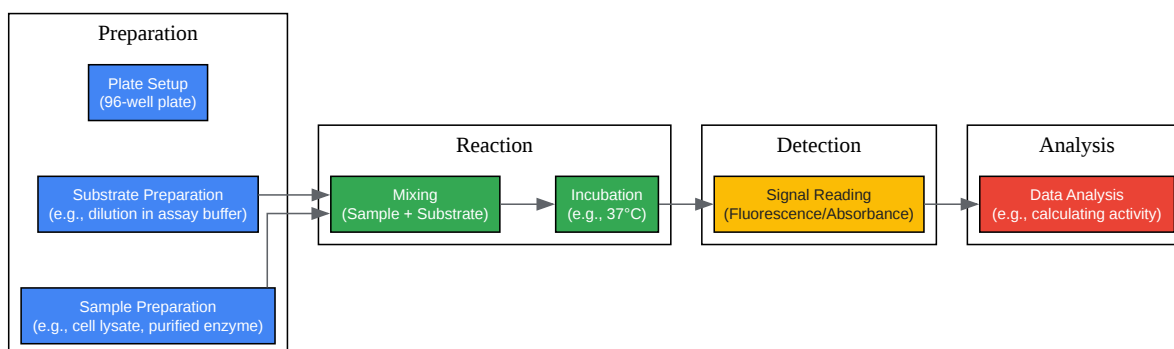 Preparation
Plate Setup
(96-well plate)
Substrate Preparation
(e.g., dilution in assay buffer)
Sample Preparation
(e.g., cell lysate, purified enzyme)
Reaction
Mixing
(Sample + Substrate)
Incubation
(e.g., 37°C)
Detection
Signal Reading
(Fluorescence/Absorbance)
Analysis
Data Analysis
(e.g., calculating activity)